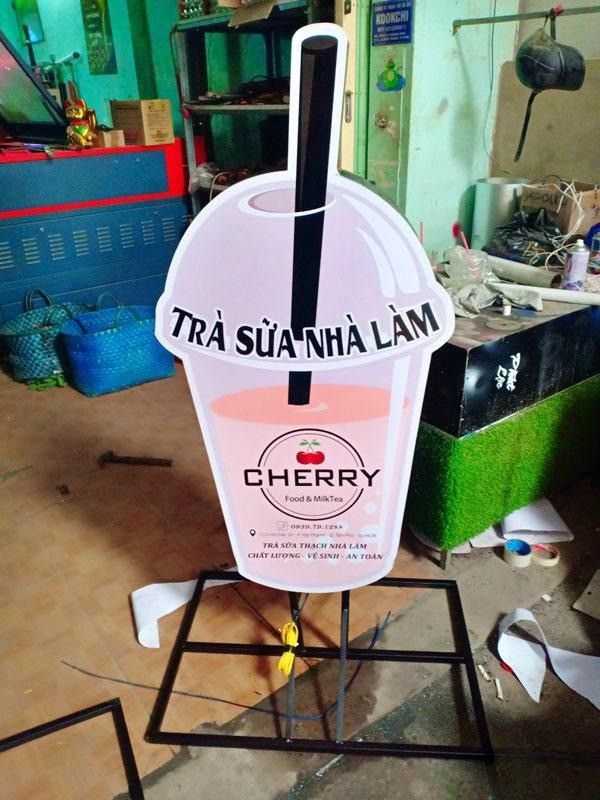 KOOKCHI
TRÀ SỮA NHÀ LÀM
CHERRY
Food & MilkTea
0939.79.1288
TRÀ SỮA THẠCH NHÀ LÀM
CHẤT LƯỢNG - VỆ SINH - AN TOÀN